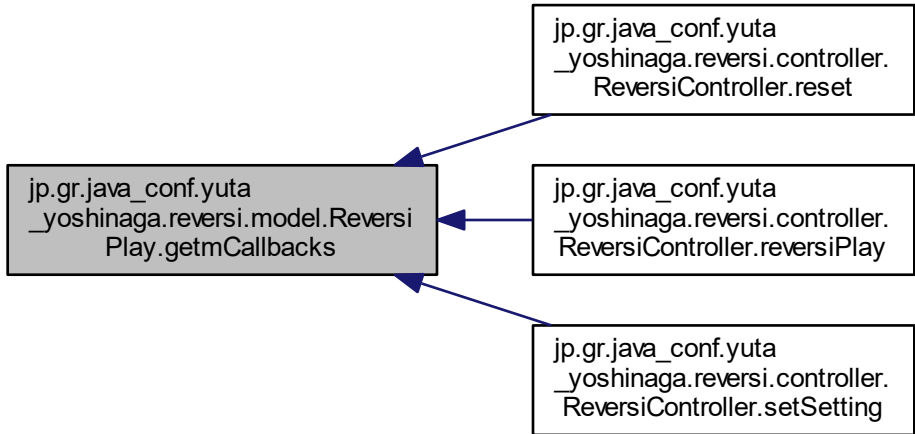 jp.gr.java_conf.yuta
_yoshinaga.reversi.controller.
ReversiController.reset
jp.gr.java_conf.yuta
_yoshinaga.reversi.model.Reversi
Play.getmCallbacks
jp.gr.java_conf.yuta
_yoshinaga.reversi.controller.
ReversiController.reversiPlay
jp.gr.java_conf.yuta
_yoshinaga.reversi.controller.
ReversiController.setSetting